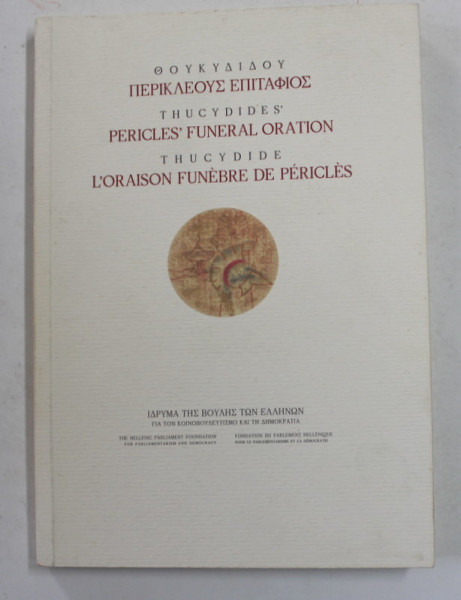 ΘΟΥΚΥΔΙΔΟΥ
ΠΕΡΙΚΛΕΟΥΣ ΕΠΙΤΑΦΙΟΣ
THUCYDIDES'
PERICLES' FUNERAL ORATION
THUCYDIDE
L'ORAISON FUNÈBRE DE PÉRICLÈS
ΙΔΡΥΜΑ ΤΗΣ ΒΟΥΛΗΣ ΤΩΝ ΕΛΛΗΝΩΝ
ΓΙΑ ΤΟΝ ΚΟΙΝΟΒΟΥΛΕΥΤΙΣΜΟ ΚΑΙ ΤΗ ΔΗΜΟΚΡΑΤΙΑ
THE HELLENIC PARLIAMENT FOUNDATION
FOR PARLIAMENTARISM AND DEMOCRACY
FONDATION DU PARLEMENT HELLENIQUE
POUR LE PARLEMENTARISME ET LA DÉMOCRATIE